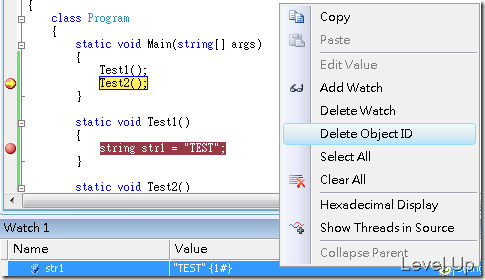 {
class Program
{
static void Main(string[] args)
{
Test1();
Test2();
}
static void Test1()
{
string str1 = "TEST";
}
static void Test2()
Copy
Paste
Edit Value
Add Watch
Delete Watch
Delete Object ID
Select All
Clear All
Hexadecimal Display
Show Threads in Source
Collapse Parent
Watch 1
Name Value
str1 "TEST" {1#}
Level Up